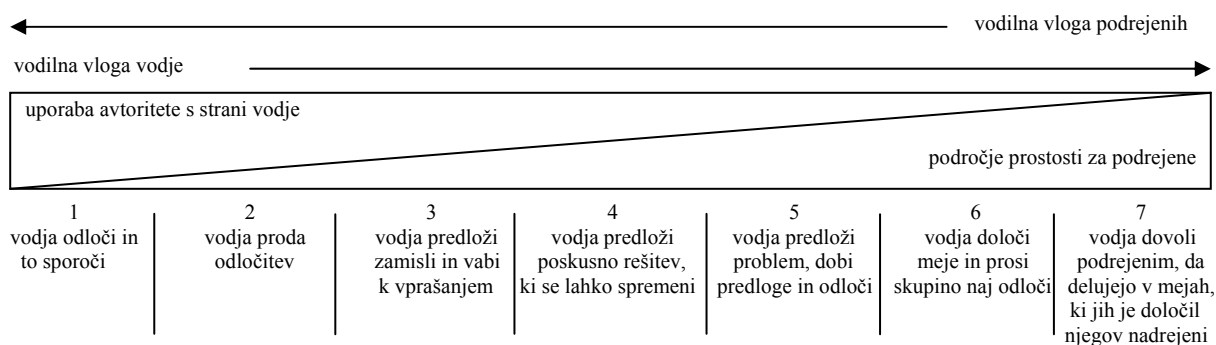 vodilna vloga podrejenih
vodilna vloga vodje
uporaba avtoritete s strani vodje
področje prostosti za podrejene
1
vodja odloči in
to sporoči
2
vodja proda
odločitev
3
vodja predloži
zamisli in vabi
k vprašanjem
4
vodja predloži
poskusno rešitev,
ki se lahko spremeni
5
vodja predloži
problem, dobi
predloge in odloči
6
vodja določi
meje in prosi
skupino naj odloči
7
vodja dovoli
podrejenim, da
delujejo v mejah,
ki jih je določil
njegov nadrejeni